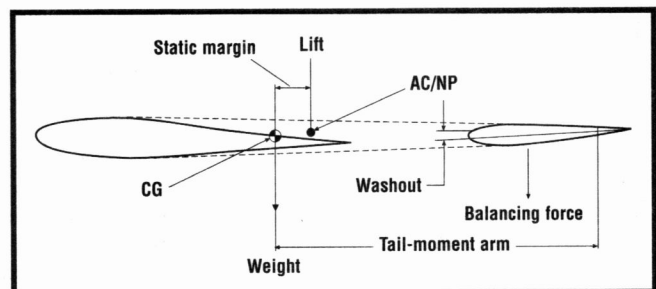 Static margin
Lift
AC/NP
CG
Washout
Balancing force
Tail-moment arm
Weight